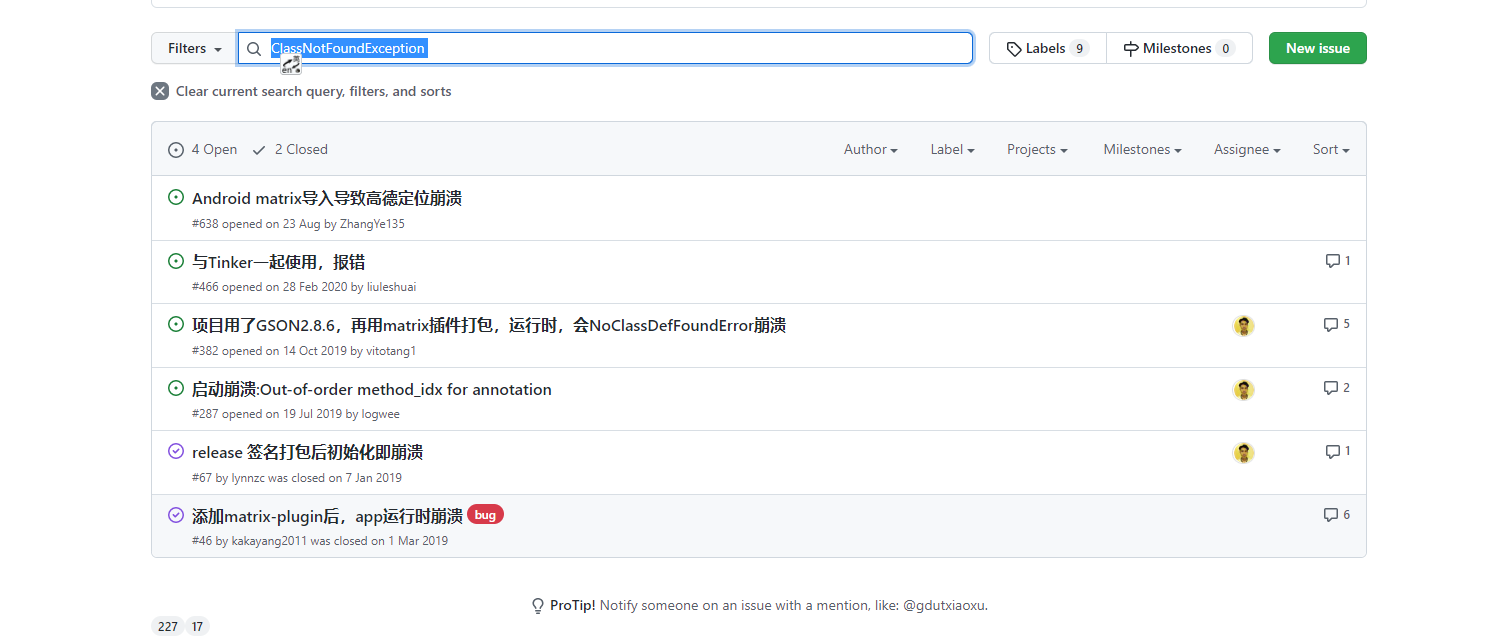 Filters ClassNotFoundException Labels 9 Milestones 0 New issue
en
Clear current search query, filters, and sorts
4 Open 2 Closed Author Label Projects Milestones Assignee Sort
Android matrix导入导致高德定位崩溃
#638 opened on 23 Aug by ZhangYe135
与Tinker一起使用，报错 1
#466 opened on 28 Feb 2020 by liuleshuai
项目用了GSON2.8.6，再用matrix插件打包，运行时，会NoClassDefFoundError崩溃 5
#382 opened on 14 Oct 2019 by vitotang1
启动崩溃:Out-of-order method_idx for annotation 2
#287 opened on 19 Jul 2019 by logwee
release 签名打包后初始化即崩溃 1
#67 by lynnzc was closed on 7 Jan 2019
添加matrix-plugin后，app运行时崩溃 bug 6
#46 by kakayang2011 was closed on 1 Mar 2019
ProTip! Notify someone on an issue with a mention, like: @gdutxiaoxu.
227 17